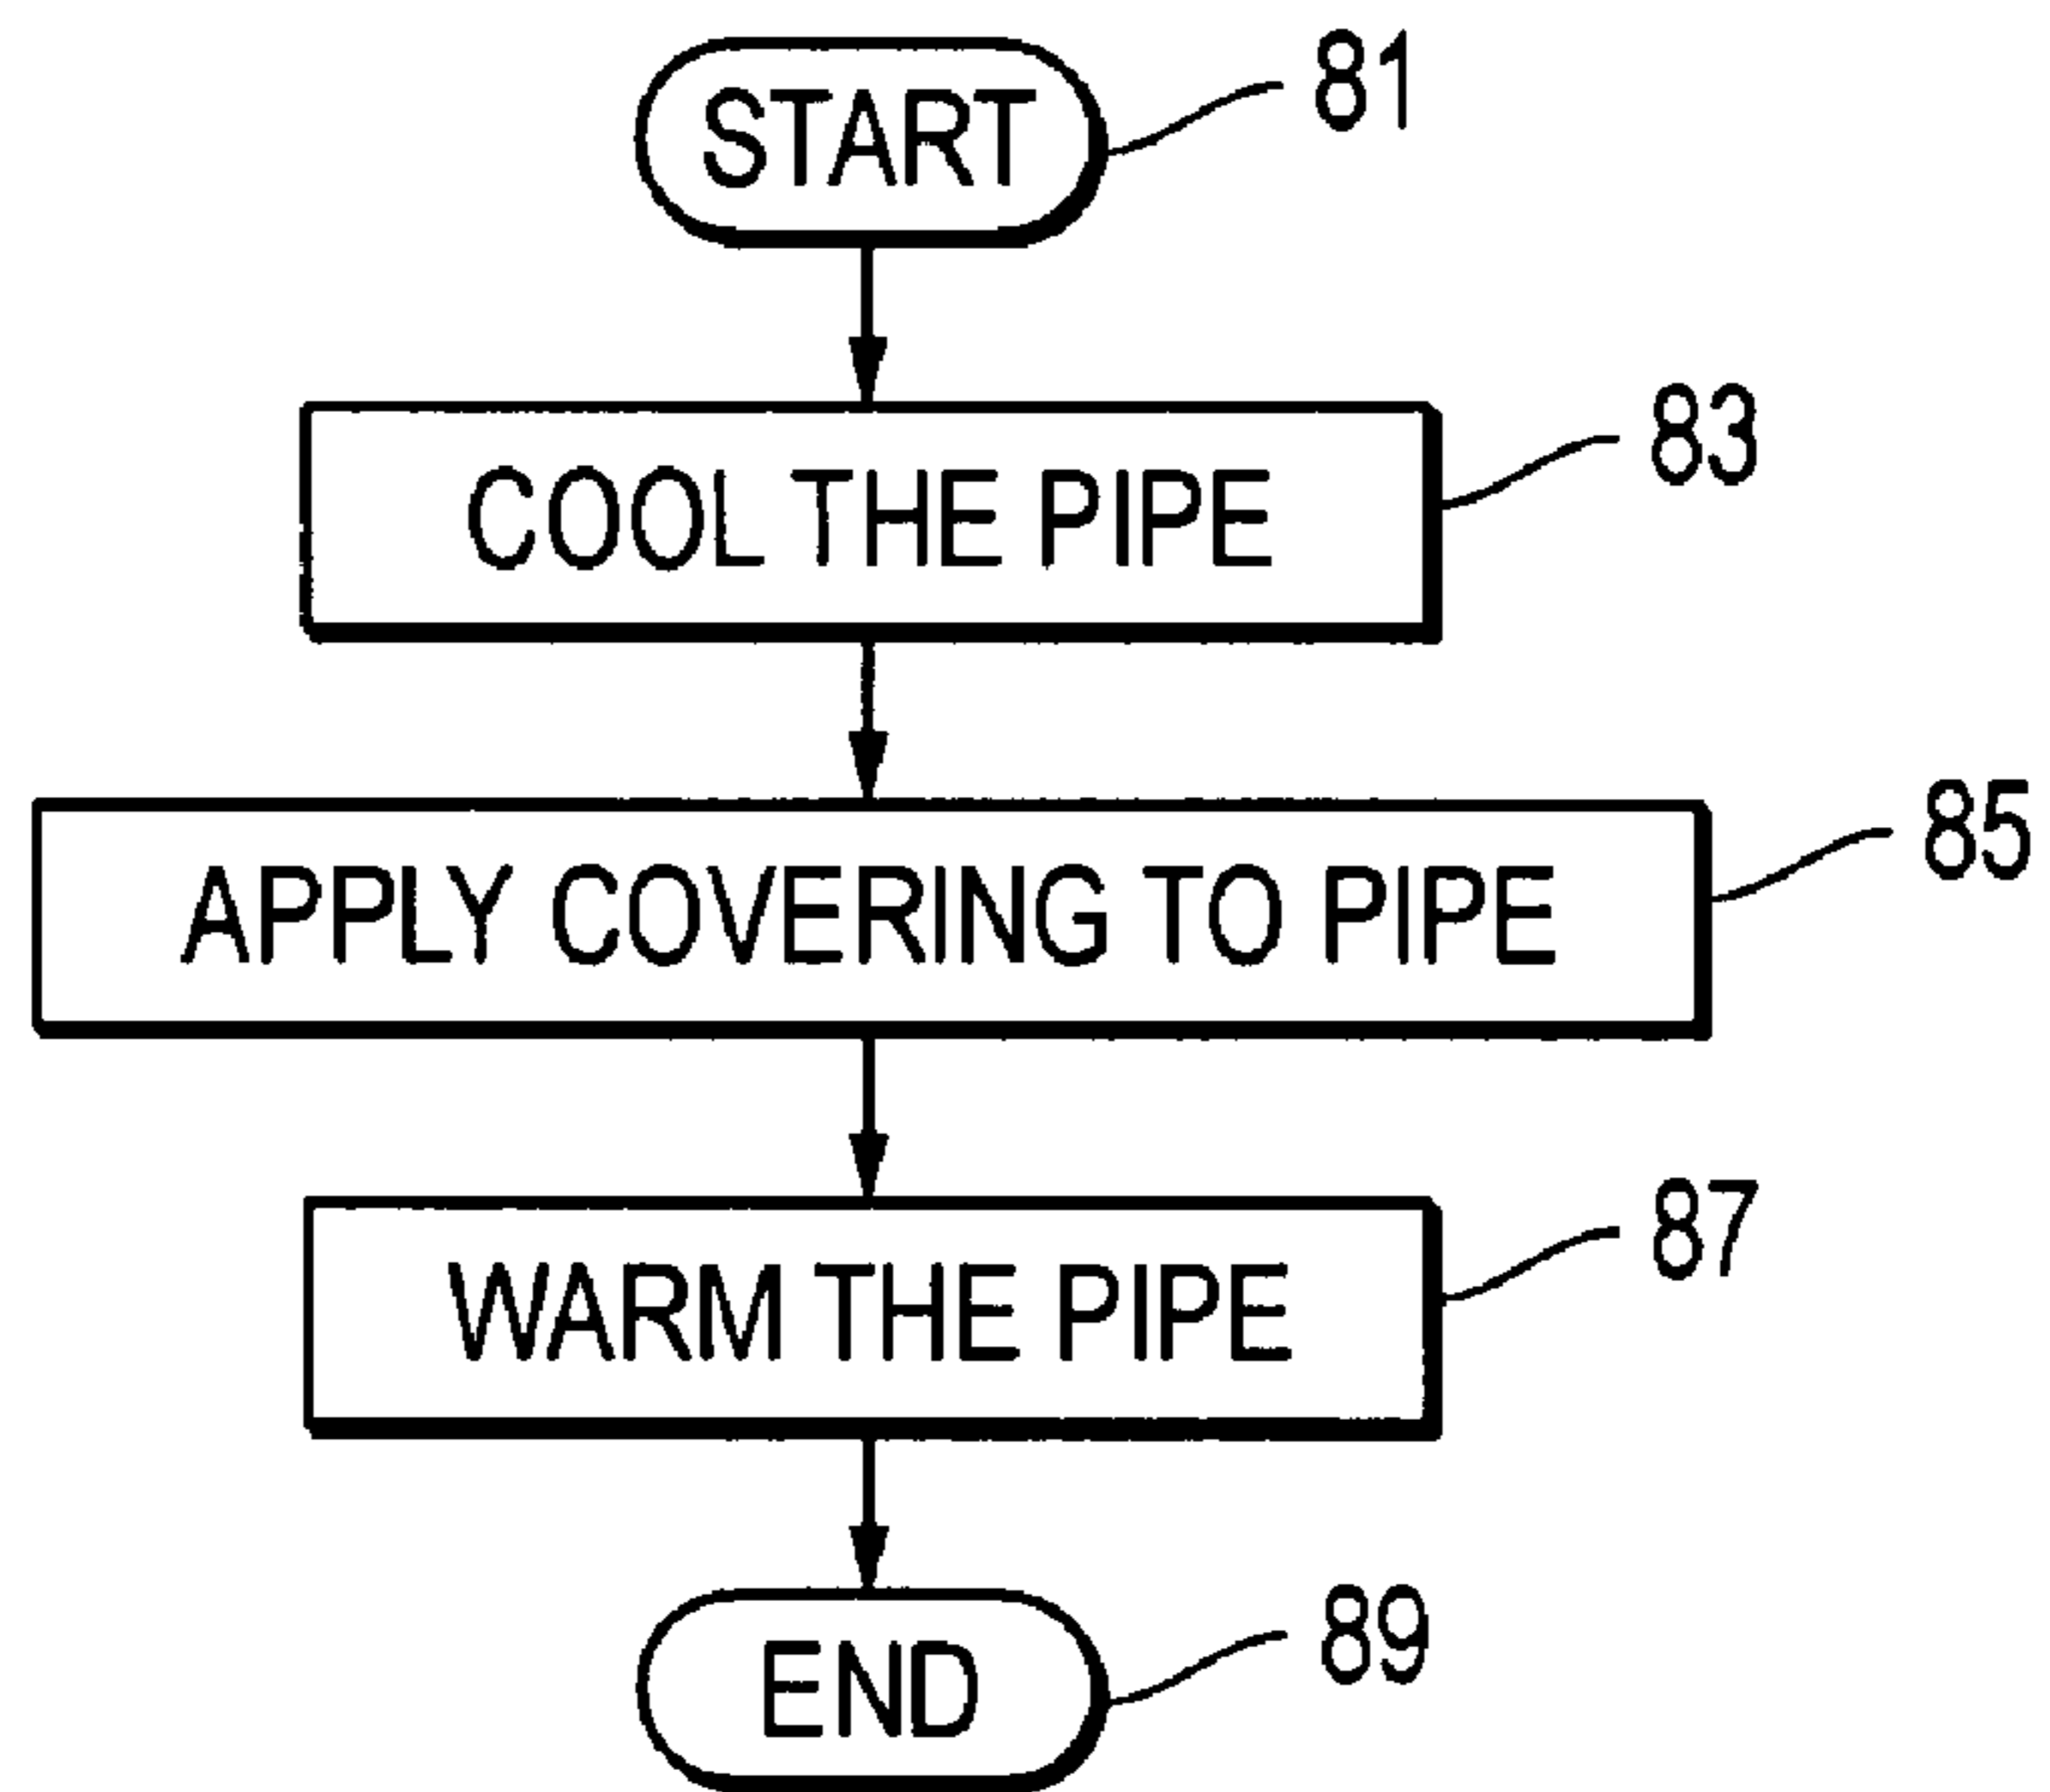 START
81
COOL THE PIPE
83
APPLY COVERING TO PIPE
85
WARM THE PIPE
87
END
89